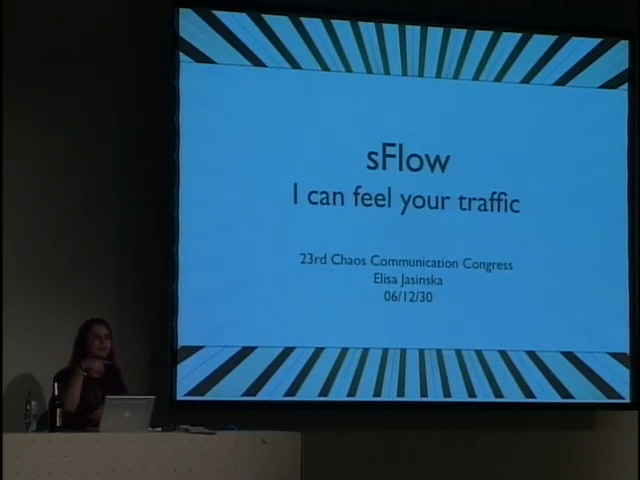 sFlow
I can feel your traffic
23rd Chaos Communication Congress
Elisa Jasinska
06/12/30